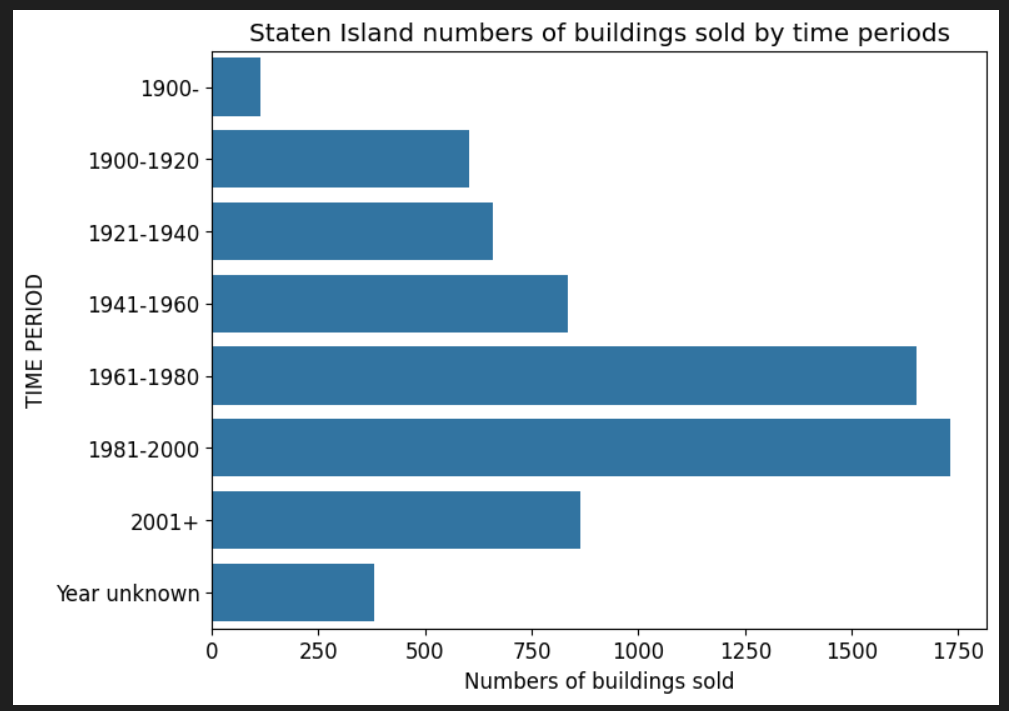 Staten Island numbers of buildings sold by time periods
TIME PERIOD
1900-
1900-1920
1921-1940
1941-1960
1961-1980
1981-2000
2001+
Year unknown
0 250 500 750 1000 1250 1500 1750
Numbers of buildings sold